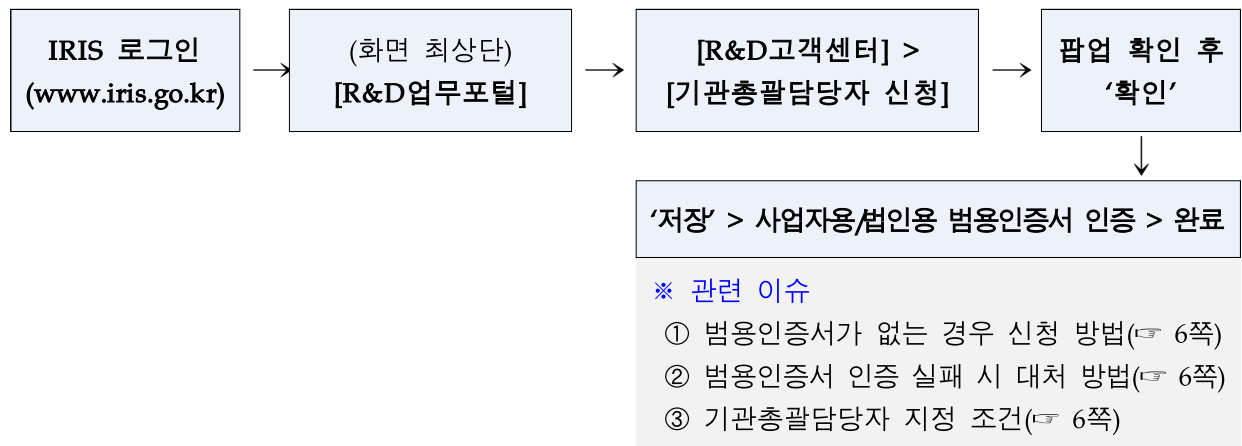 IRIS 로그인
(www.iris.go.kr)
(화면 최상단)
[R&D업무포털]
[R&D고객센터] >
[기관총괄담당자 신청]
팝업 확인 후
‘확인’
‘저장’ > 사업자용/법인용 범용인증서 인증 > 완료
※ 관련 이슈
① 범용인증서가 없는 경우 신청 방법(☞ 6쪽)
② 범용인증서 인증 실패 시 대처 방법(☞ 6쪽)
③ 기관총괄담당자 지정 조건(☞ 6쪽)